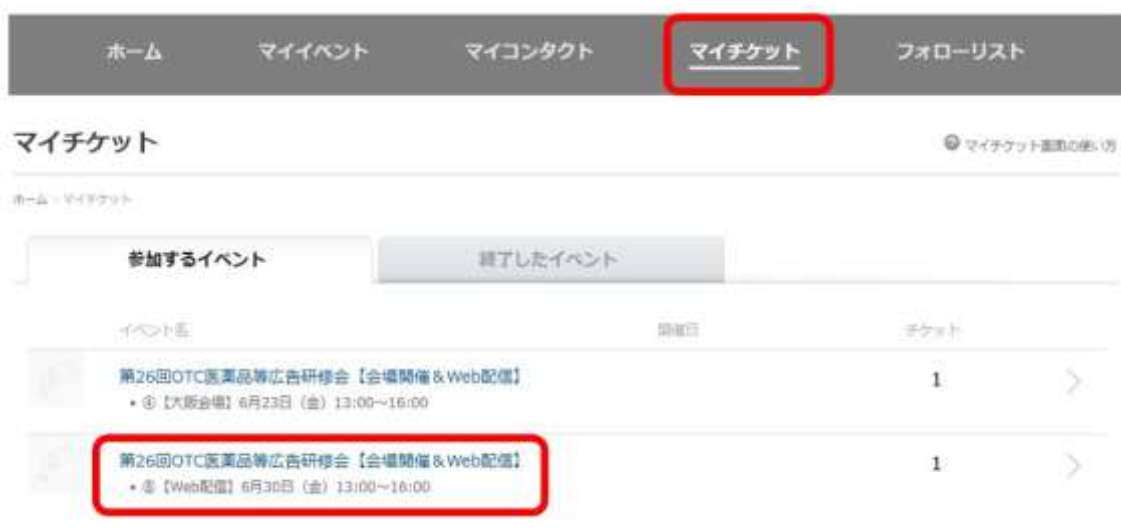 ホーム マイイベント マイコンタクト マイチケット フォローリスト
マイチケット
マイチケット画面の使い方
ホーム > マイチケット
参加するイベント 終了したイベント
イベント名 開催日 チケット
第26回OTC医薬品等広告研修会【会場開催＆Web配信】 1
• ④【大阪会場】6月23日（金）13:00～16:00
第26回OTC医薬品等広告研修会【会場開催＆Web配信】 1
• 【Web配信】6月30日（金）13:00～16:00